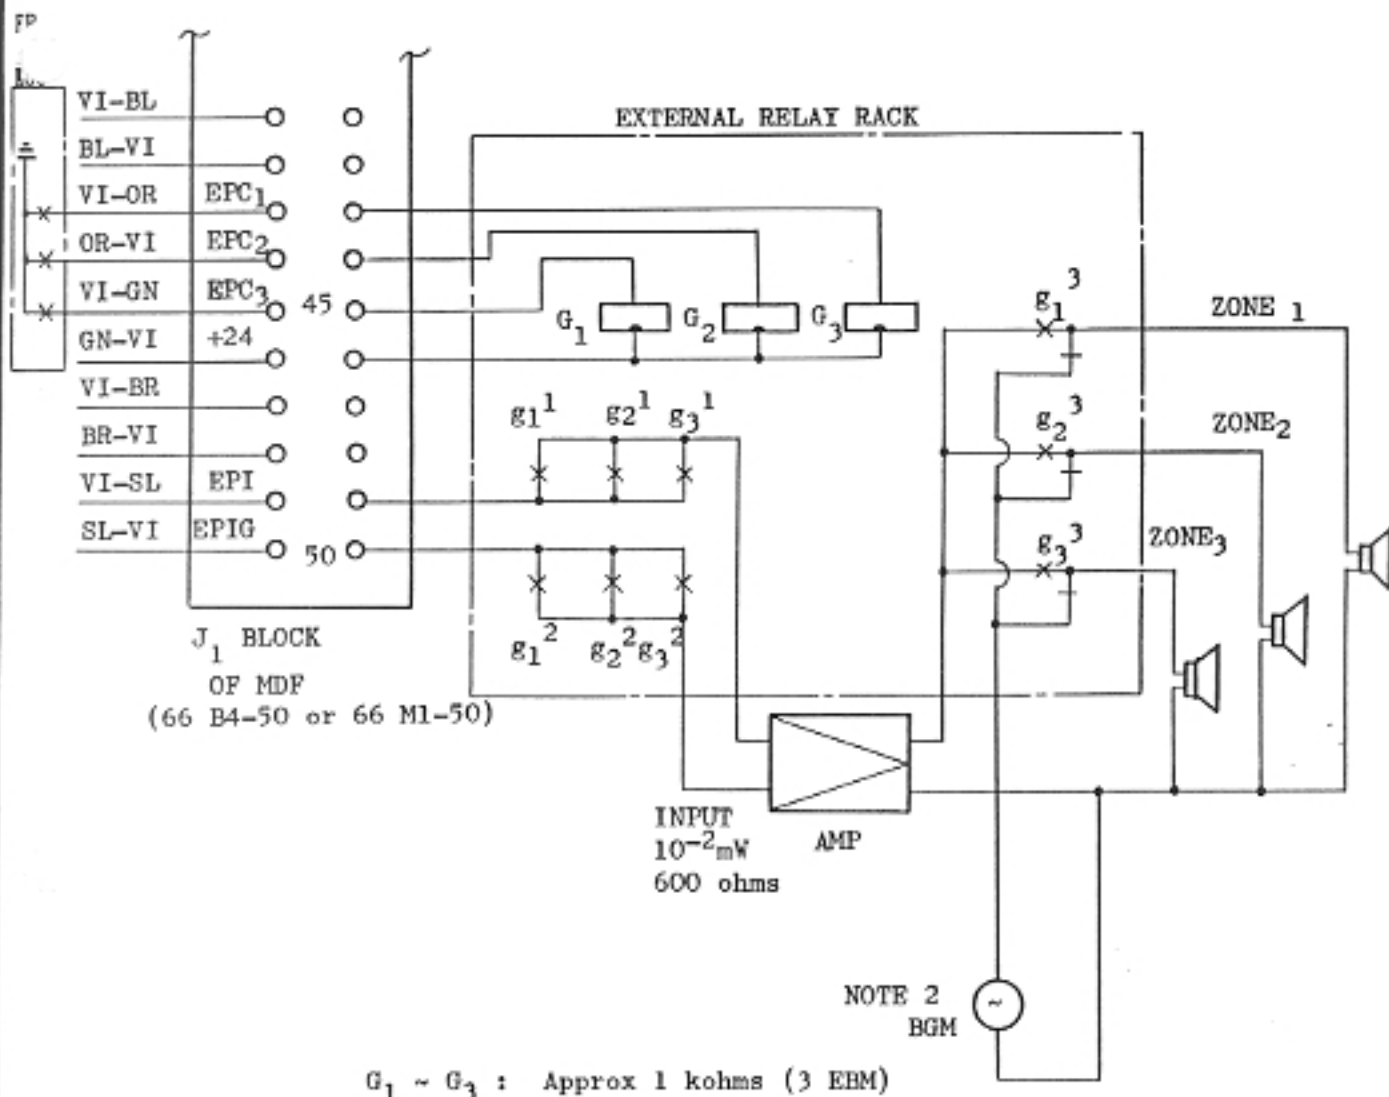 FP
VI-BL
BL-VI
VI-OR EPC1
OR-VI EPC2
VI-GN EPC3 45
GN-VI +24
VI-BR
BR-VI
VI-SL EPI
SL-VI EPIG 50
J1 BLOCK
OF MDF
(66 B4-50 or 66 M1-50)
EXTERNAL RELAY RACK
G1 G2 G3
g1^1 g2^1 g3^1
g1^2 g2^2 g3^2
g1^3 ZONE 1
g2^3 ZONE2
g3^3 ZONE3
INPUT
10^-2mW
600 ohms
AMP
NOTE 2
BGM
~
G1 ~ G3 : Approx 1 kohms (3 EBM)